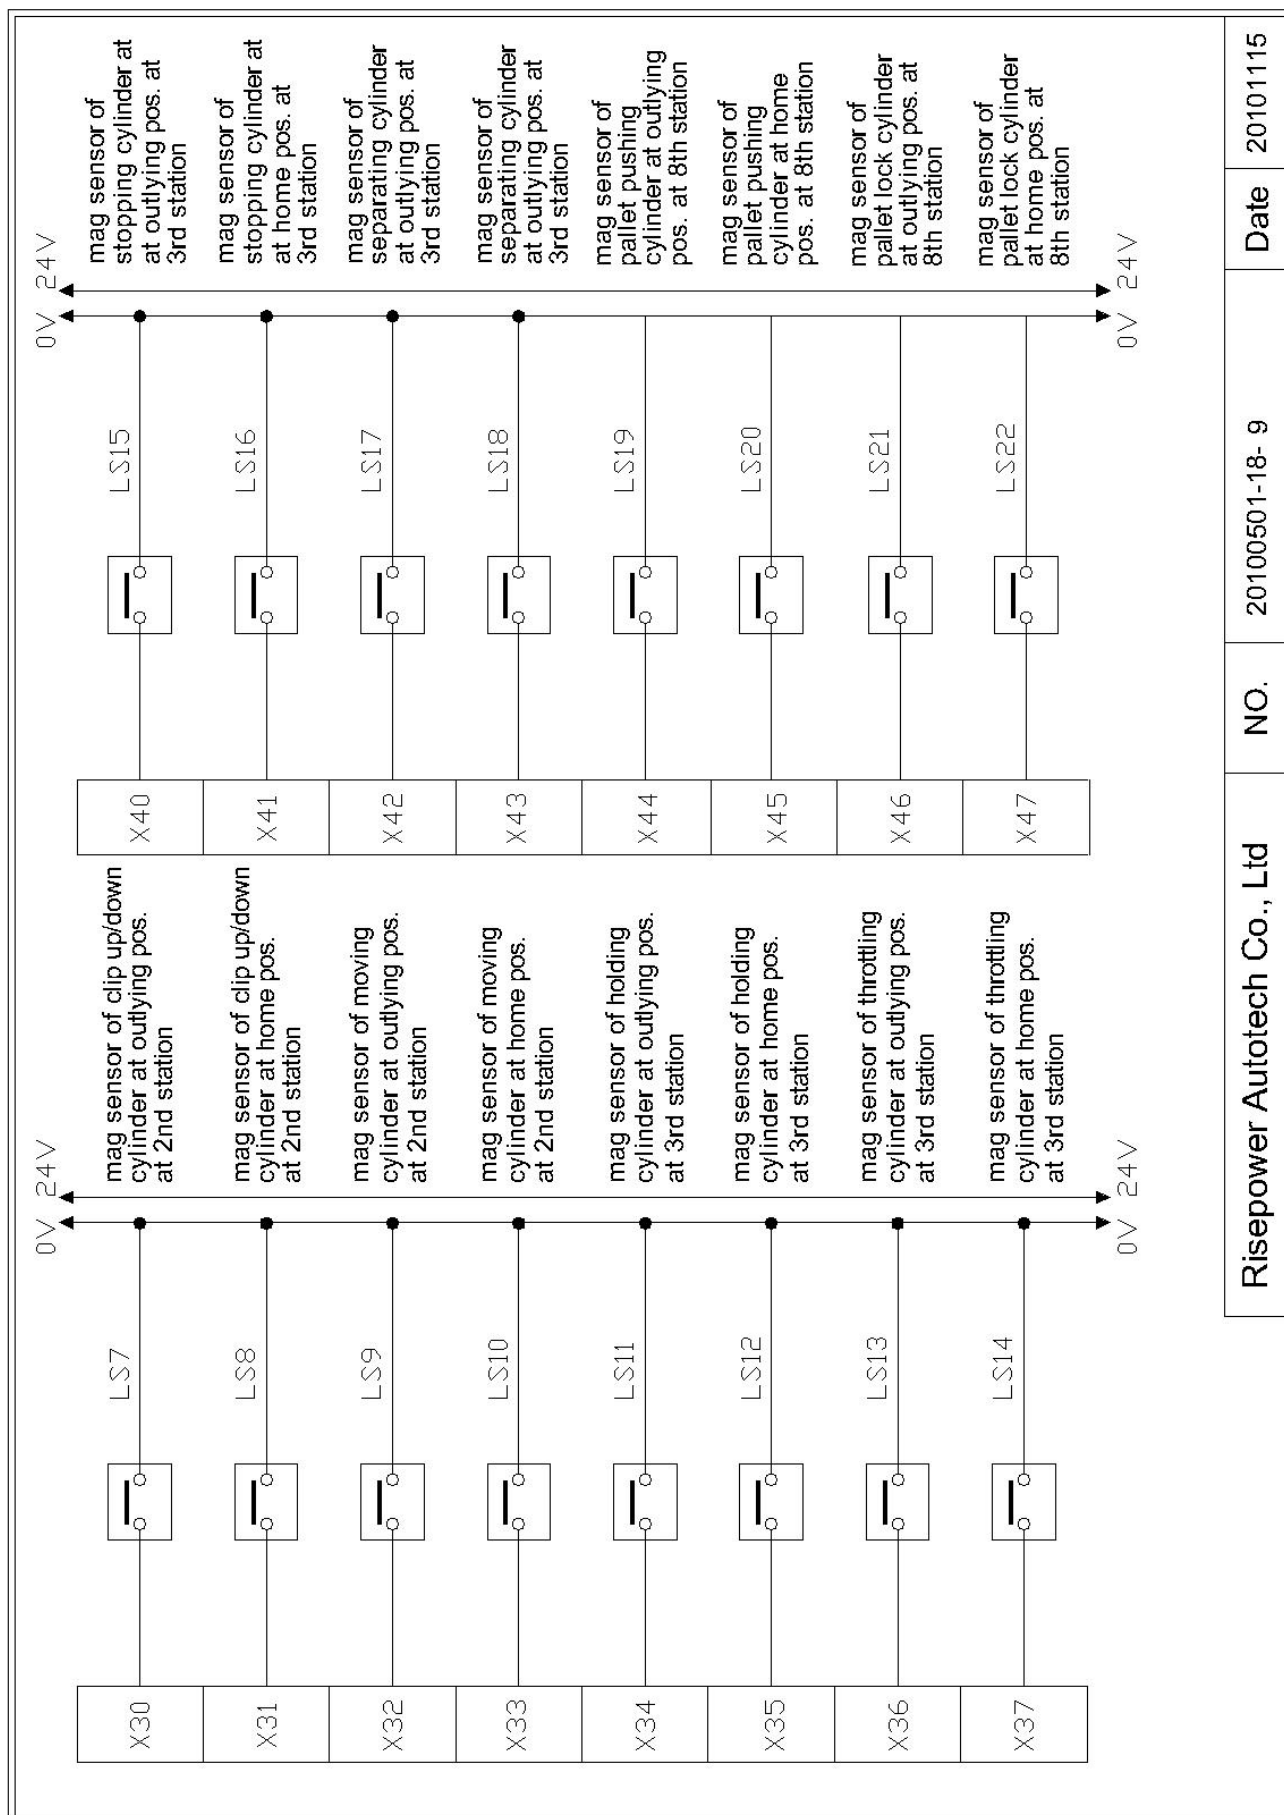 0V 24V
X30
LS7
mag sensor of clip up/down
cylinder at outlying pos.
at 2nd station
X31
LS8
mag sensor of clip up/down
cylinder at home pos.
at 2nd station
X32
LS9
mag sensor of moving
cylinder at outlying pos.
at 2nd station
X33
LS10
mag sensor of moving
cylinder at home pos.
at 2nd station
X34
LS11
mag sensor of holding
cylinder at outlying pos.
at 3rd station
X35
LS12
mag sensor of holding
cylinder at home pos.
at 3rd station
X36
LS13
mag sensor of throttling
cylinder at outlying pos.
at 3rd station
X37
LS14
mag sensor of throttling
cylinder at home pos.
at 3rd station
0V 24V
0V 24V
X40
LS15
mag sensor of
stopping cylinder at
at outlying pos. at
3rd station
X41
LS16
mag sensor of
stopping cylinder at
at home pos. at
3rd station
X42
LS17
mag sensor of
separating cylinder
at outlying pos. at
3rd station
X43
LS18
mag sensor of
separating cylinder
at outlying pos. at
3rd station
X44
LS19
mag sensor of
pallet pushing
cylinder at outlying
pos. at 8th station
X45
LS20
mag sensor of
pallet pushing
cylinder at home
pos. at 8th station
X46
LS21
mag sensor of
pallet lock cylinder
at outlying pos. at
8th station
X47
LS22
mag sensor of
pallet lock cylinder
at home pos. at
8th station
0V 24V
Risepower Autotech Co., Ltd
NO.
20100501-18- 9
Date
20101115